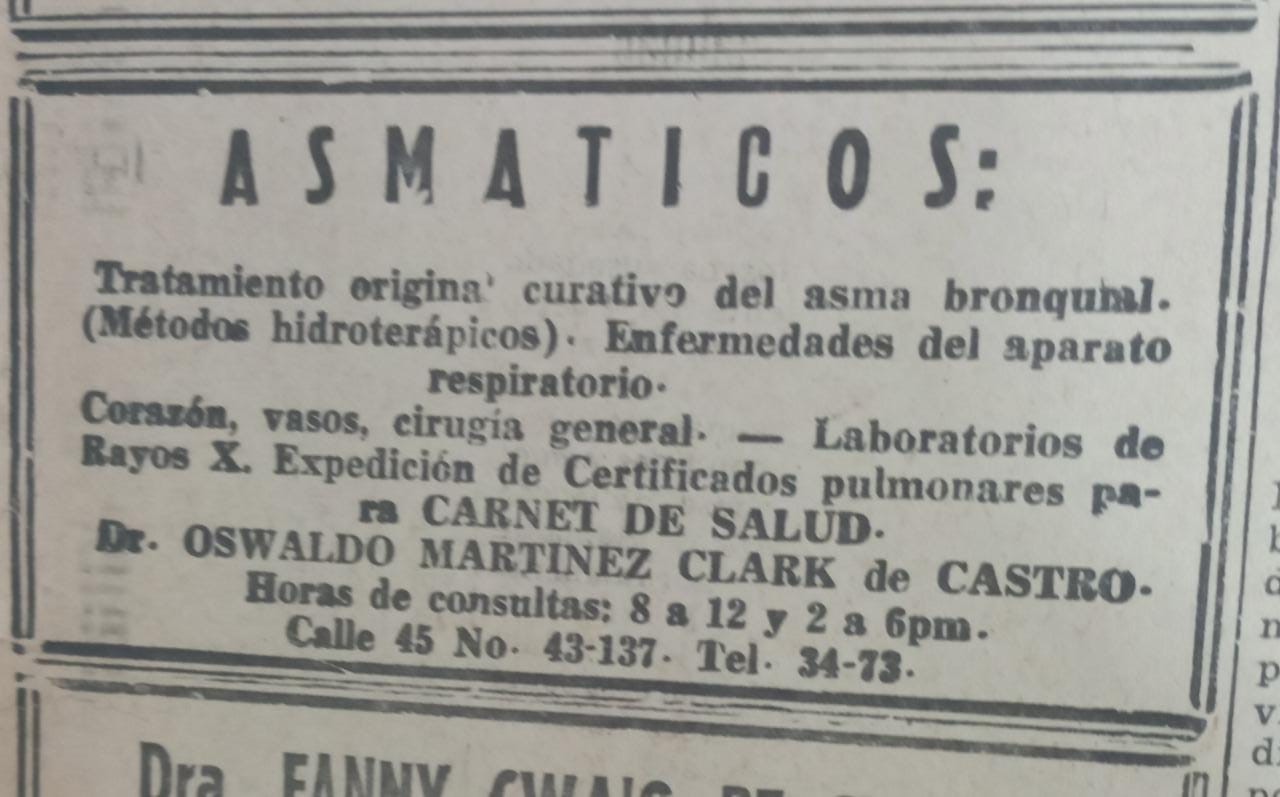 ASMATICOS:
Tratamiento origina' curativo del asma bronquial.
(Métodos hidroterápicos). Enfermedades del aparato
respiratorio.
Corazón, vasos, cirugía general. — Laboratorios de
Rayos X. Expedición de Certificados pulmonares pa-
ra CARNET DE SALUD.
Dr. OSWALDO MARTINEZ CLARK de CASTRO.
Horas de consultas: 8 a 12 y 2 a 6pm.
Calle 45 No. 43-137. Tel. 34-73.
Dra FANNY